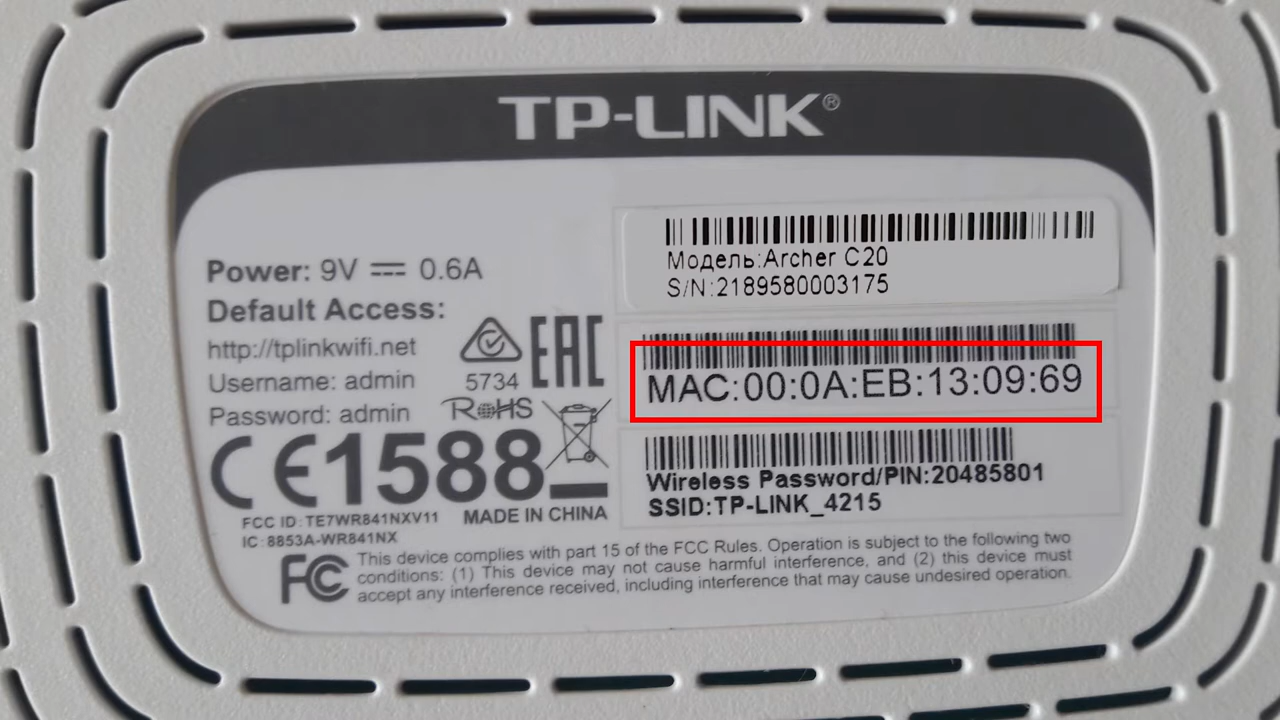 TP-LINK®
Power: 9V ⎓ 0.6A
Default Access:
http://tplinkwifi.net
Username: admin
Password: admin
5734
EAC
RoHS
CE1588
FCC ID: TE7WR841NXV11
IC: 8853A-WR841NX
MADE IN CHINA
Модель:Archer C20
S/N:2189580003175
MAC:00:0A:EB:13:09:69
Wireless Password/PIN:20485801
SSID:TP-LINK_4215
FC This device complies with part 15 of the FCC Rules. Operation is subject to the following two
conditions: (1) This device may not cause harmful interference, and (2) this device must
accept any interference received, including interference that may cause undesired operation.